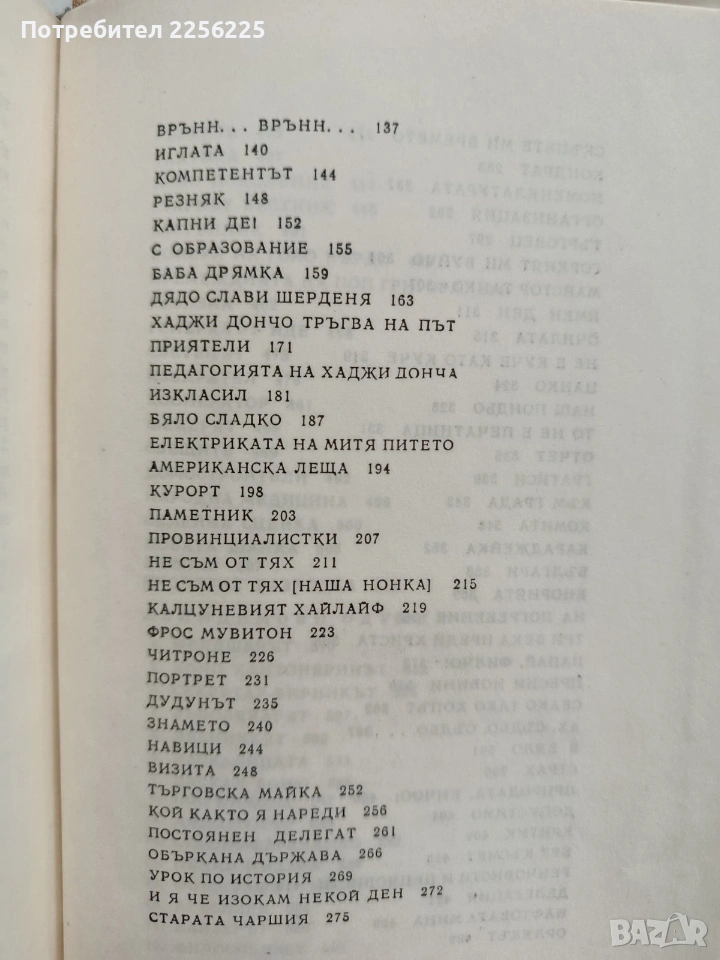 Потребител 2256225
ВРЪНН... ВРЪНН... 137
ИГЛАТА 140
КОМПЕТЕНТЪТ 144
РЕЗНЯК 148
КАПНИ ДЕ! 152
С ОБРАЗОВАНИЕ 155
БАБА ДРЯМКА 159
ДЯДО СЛАВИ ШЕРДЕНЯ 163
ХАДЖИ ДОНЧО ТРЪГВА НА ПЪТ
ПРИЯТЕЛИ 171
ПЕДАГОГИЯТА НА ХАДЖИ ДОНЧА
ИЗКЛАСИЛ 181
БЯЛО СЛАДКО 187
ЕЛЕКТРИКАТА НА МИТЯ ПИТЕТО
АМЕРИКАНСКА ЛЕЩА 194
КУРОРТ 198
ПАМЕТНИК 203
ПРОВИНЦИАЛИСТКИ 207
НЕ СЪМ ОТ ТЯХ 211
НЕ СЪМ ОТ ТЯХ [НАША НОНКА] 215
КАЛЦУНЕВИЯТ ХАЙЛАЙФ 219
ФРОС МУВИТОН 223
ЧИТРОНЕ 226
ПОРТРЕТ 231
ДУДУНЪТ 235
ЗНАМЕТО 240
НАВИЦИ 244
ВИЗИТА 248
ТЪРГОВСКА МАЙКА 252
КОЙ КАКТО Я НАРЕДИ 256
ПОСТОЯНЕН ДЕЛЕГАТ 261
ОБЪРКАНА ДЪРЖАВА 266
УРОК ПО ИСТОРИЯ 269
И Я ЧЕ ИЗОКАМ НЕКОЙ ДЕН 272
СТАРАТА ЧАРШИЯ 275
BAZAR